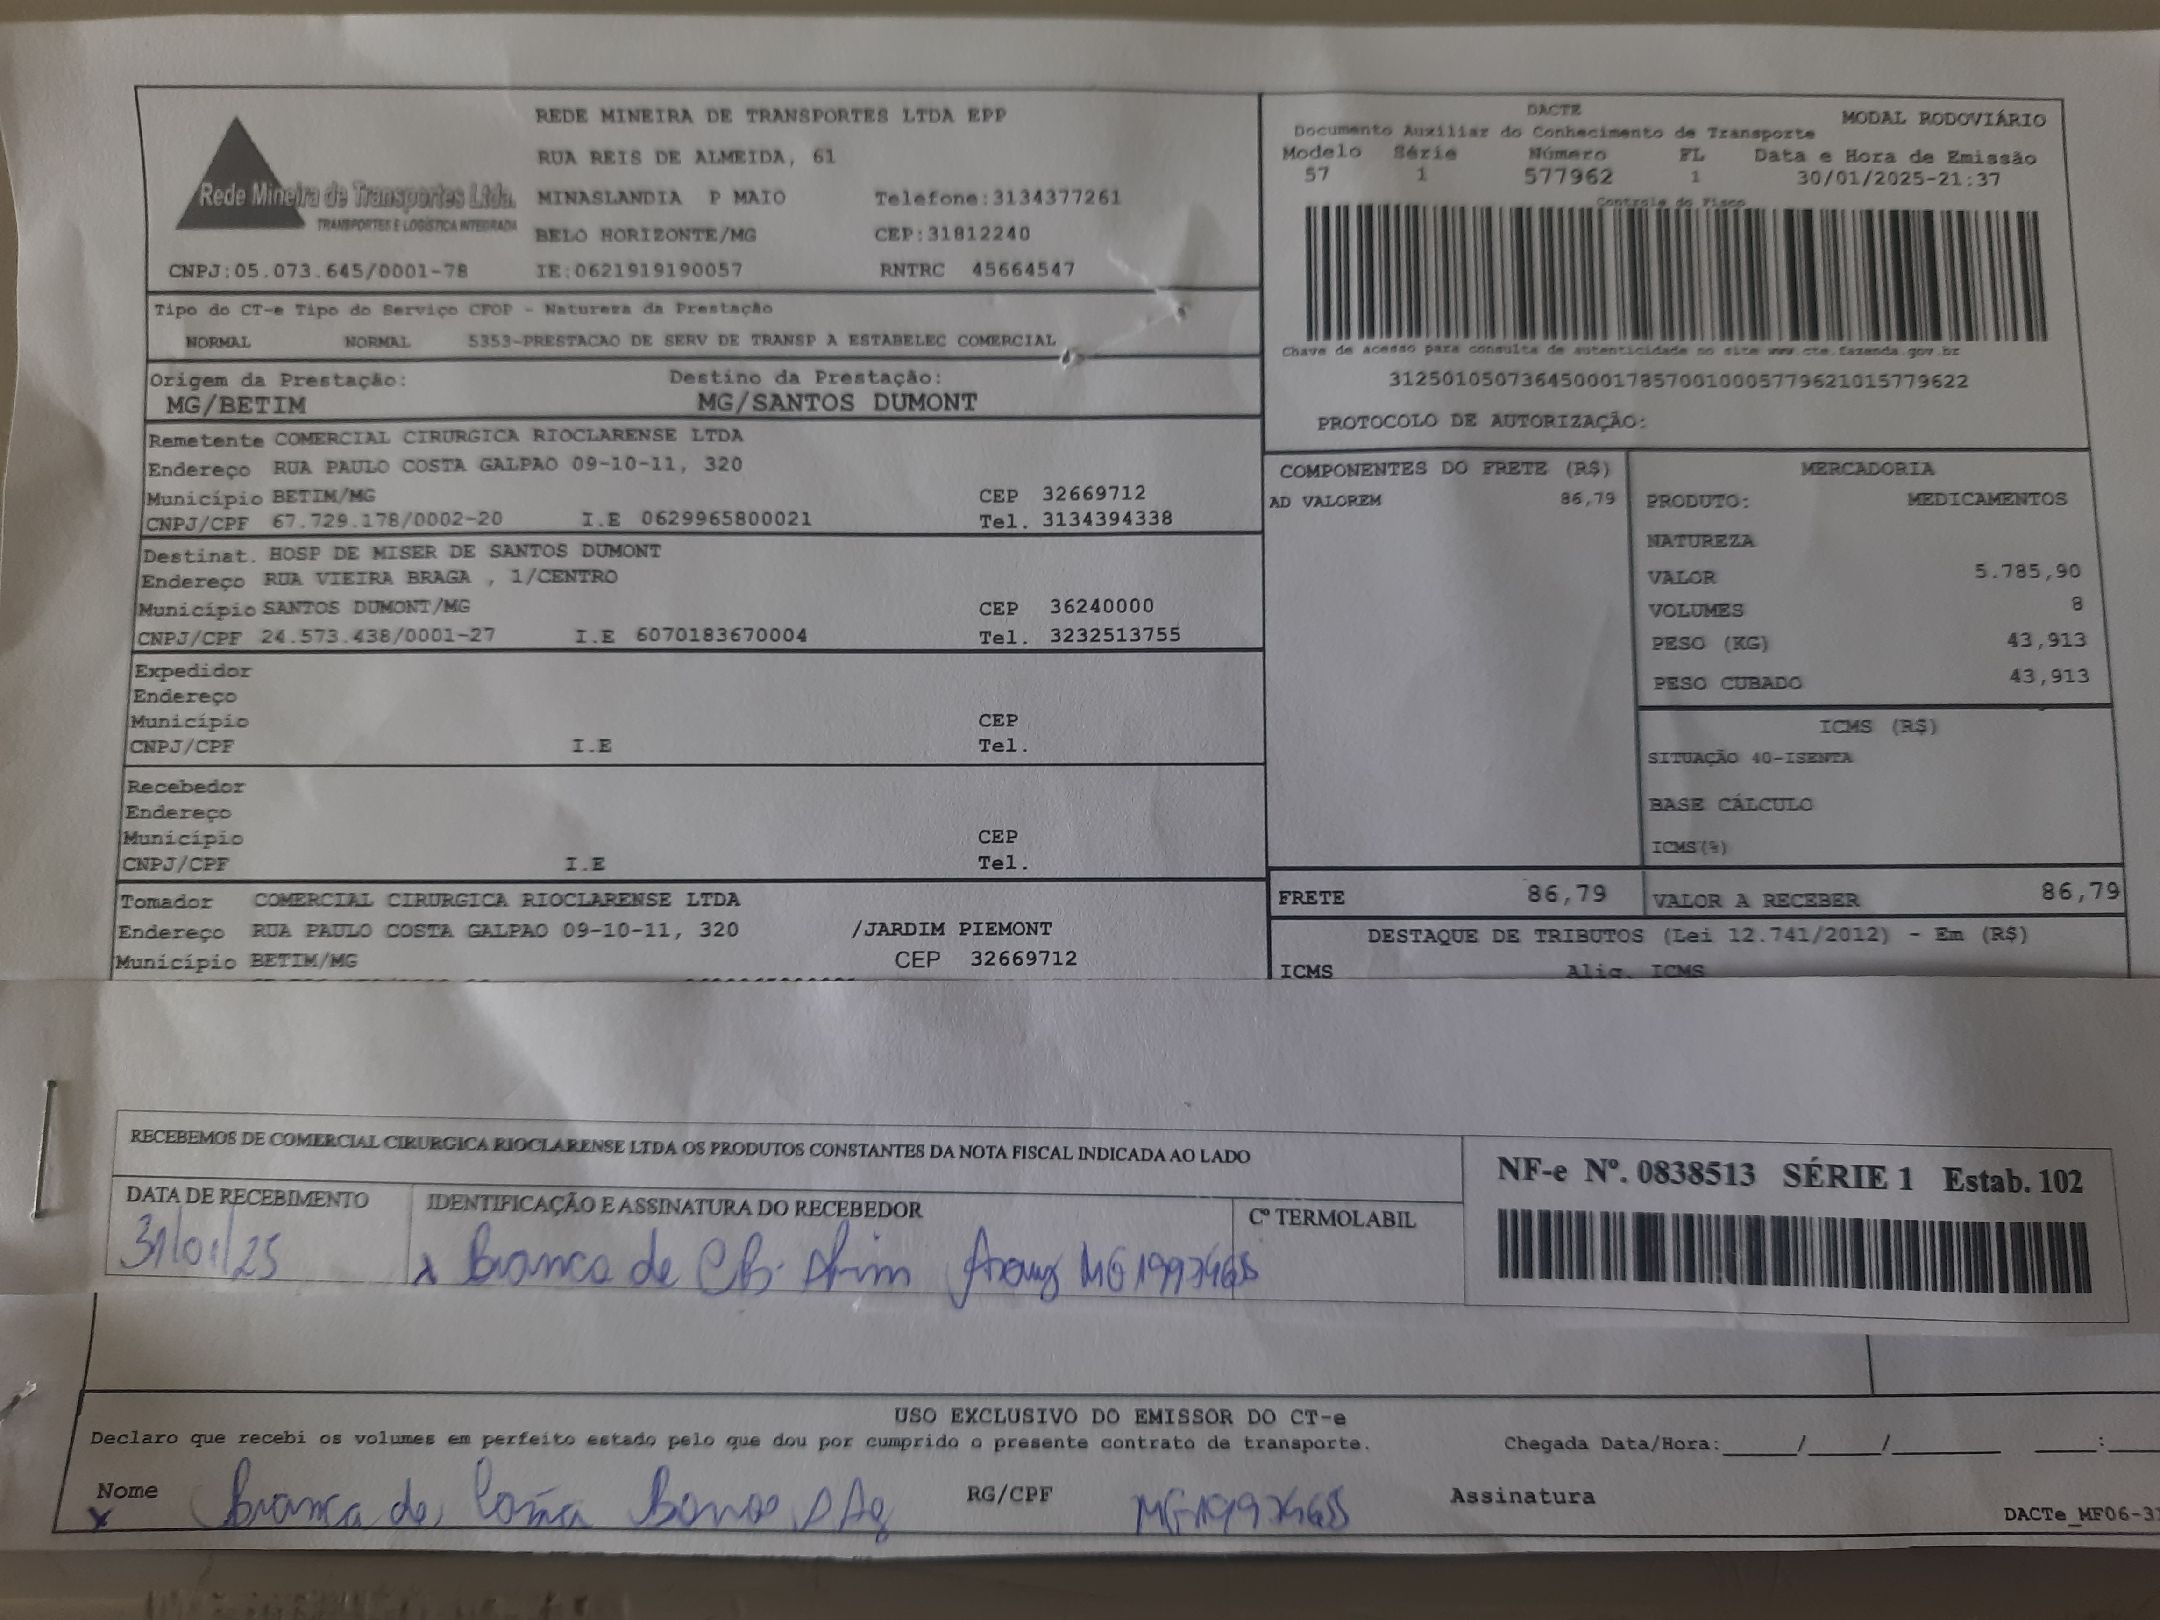 REDE MINEIRA DE TRANSPORTES LTDA EPP
RUA REIS DE ALMEIDA, 61
Rede Mineira de Transportes Ltda.
TRANSPORTES E LOGÍSTICA INTEGRADA
MINASLANDIA P MAIO Telefone:3134377261
BELO HORIZONTE/MG CEP:31812240
CNPJ:05.073.645/0001-78 IE:0621919190057 RNTRC 45664547
DACTE
MODAL RODOVIÁRIO
Documento Auxiliar do Conhecimento de Transporte
Modelo Série Número FL Data e Hora de Emissão
57 1 577962 1 30/01/2025-21:37
Controle do Fisco
Chave de acesso para consulta de autenticidade no site www.cte.fazenda.gov.br
31250105073645000178570010005779621015779622
PROTOCOLO DE AUTORIZAÇÃO:
Tipo do CT-e Tipo do Serviço CFOP - Natureza da Prestação
NORMAL NORMAL 5353-PRESTACAO DE SERV DE TRANSP A ESTABELEC COMERCIAL
Origem da Prestação: Destino da Prestação:
MG/BETIM MG/SANTOS DUMONT
Remetente COMERCIAL CIRURGICA RIOCLARENSE LTDA
Endereço RUA PAULO COSTA GALPAO 09-10-11, 320
Município BETIM/MG CEP 32669712
CNPJ/CPF 67.729.178/0002-20 I.E 0629965800021 Tel. 3134394338
Destinat. HOSP DE MISER DE SANTOS DUMONT
Endereço RUA VIEIRA BRAGA , 1/CENTRO
Município SANTOS DUMONT/MG CEP 36240000
CNPJ/CPF 24.573.438/0001-27 I.E 6070183670004 Tel. 3232513755
Expedidor
Endereço
Município CEP
CNPJ/CPF I.E Tel.
Recebedor
Endereço
Município CEP
CNPJ/CPF I.E Tel.
Tomador COMERCIAL CIRURGICA RIOCLARENSE LTDA
Endereço RUA PAULO COSTA GALPAO 09-10-11, 320 /JARDIM PIEMONT
Município BETIM/MG CEP 32669712
COMPONENTES DO FRETE (R$)
AD VALOREM 86,79
MERCADORIA
PRODUTO: MEDICAMENTOS
NATUREZA
VALOR 5.785,90
VOLUMES 8
PESO (KG) 43,913
PESO CUBADO 43,913
ICMS (R$)
SITUAÇÃO 40-ISENTA
BASE CÁLCULO
ICMS(%)
FRETE 86,79 VALOR A RECEBER 86,79
DESTAQUE DE TRIBUTOS (Lei 12.741/2012) - Em (R$)
ICMS Aliq. ICMS
RECEBEMOS DE COMERCIAL CIRURGICA RIOCLARENSE LTDA OS PRODUTOS CONSTANTES DA NOTA FISCAL INDICADA AO LADO
NF-e Nº. 0838513 SÉRIE 1 Estab. 102
DATA DE RECEBIMENTO IDENTIFICAÇÃO E ASSINATURA DO RECEBEDOR Cº TERMOLABIL
31/01/25 x Bianca de
USO EXCLUSIVO DO EMISSOR DO CT-e
Declaro que recebi os volumes em perfeito estado pelo que dou por cumprido o presente contrato de transporte. Chegada Data/Hora:_____/_____/_______ ____:___
Nome Bianca de RG/CPF Assinatura
x
DACTe_MF06-31